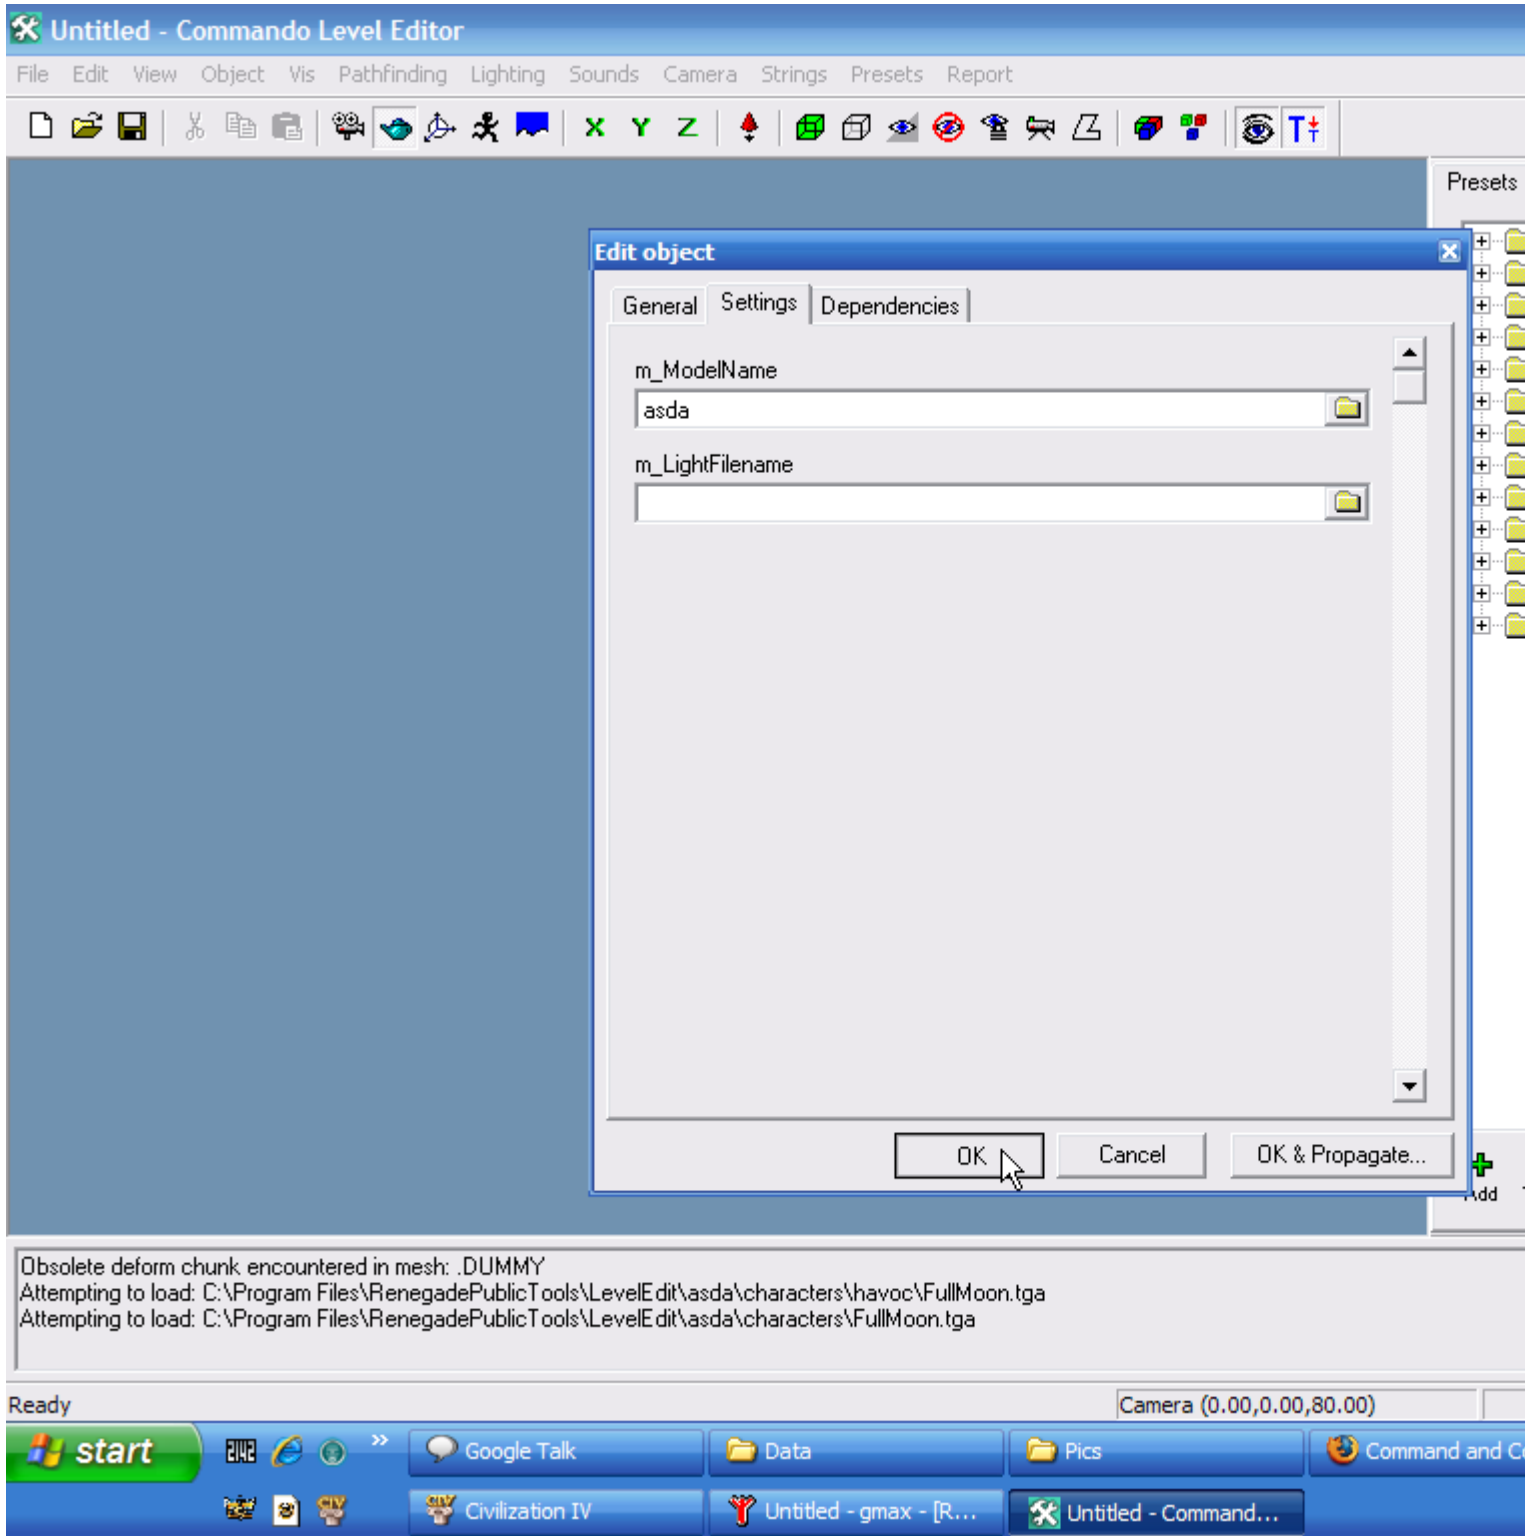 Untitled - Commando Level Editor
File Edit View Object Vis Pathfinding Lighting Sounds Camera Strings Presets Report
X Y Z
Presets
Edit object
General Settings Dependencies
m_ModelName
asda
m_LightFilename
OK Cancel OK & Propagate...
Add
Obsolete deform chunk encountered in mesh: .DUMMY
Attempting to load: C:\Program Files\RenegadePublicTools\LevelEdit\asda\characters\havoc\FullMoon.tga
Attempting to load: C:\Program Files\RenegadePublicTools\LevelEdit\asda\characters\FullMoon.tga
Ready Camera (0.00,0.00,80.00)
start 2142 » Google Talk Data Pics Command and Co
CIV Civilization IV Untitled - gmax - [R... Untitled - Command...